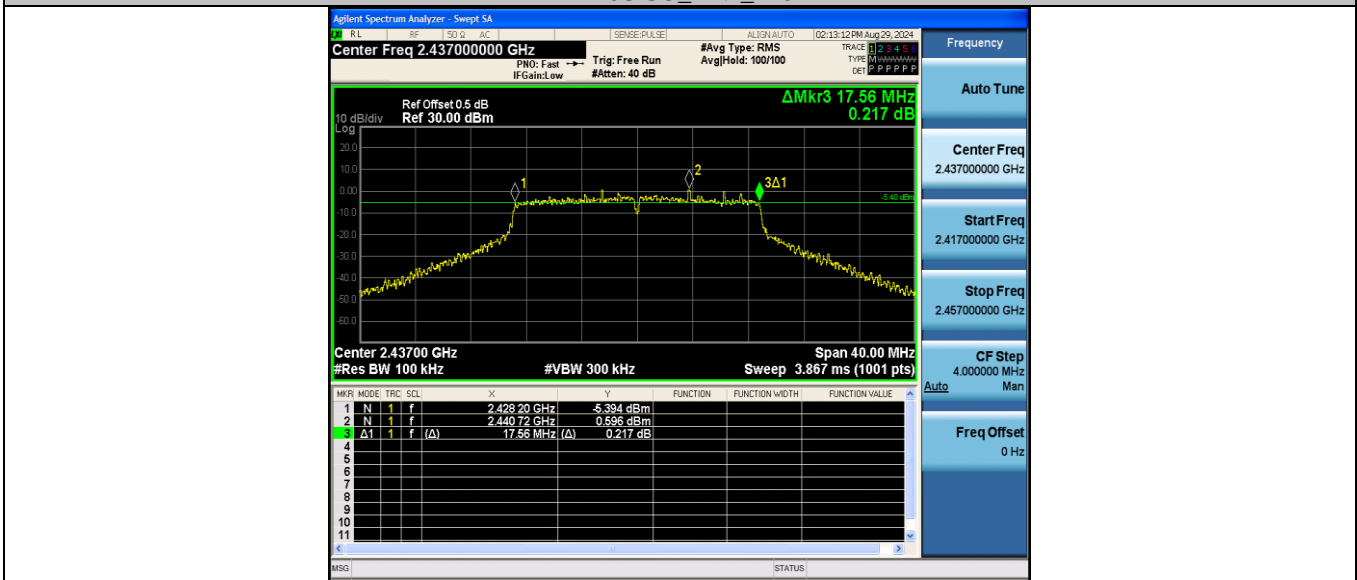 Agilent Spectrum Analyzer - Swept SA
RL RF 50 Ω AC SENSE:PULSE ALIGN AUTO 02:13:12 PM Aug 29, 2024
Center Freq 2.437000000 GHz
PNO: Fast
IFGain:Low
Trig: Free Run
#Atten: 40 dB
#Avg Type: RMS
Avg|Hold: 100/100
TRACE 1 2 3 4 5 6
TYPE M
DET P P P P P P
Ref Offset 0.5 dB
10 dB/div Ref 30.00 dBm
Log
ΔMkr3 17.56 MHz
0.217 dB
20.0
10.0
0.00
-10.0
-20.0
-30.0
-40.0
-50.0
-60.0
1
2
3Δ1
-5.40 dBm
Center 2.43700 GHz Span 40.00 MHz
#Res BW 100 kHz #VBW 300 kHz Sweep 3.867 ms (1001 pts)
MKR MODE TRC SCL X Y FUNCTION FUNCTION WIDTH FUNCTION VALUE
1 N 1 f 2.428 20 GHz -5.394 dBm
2 N 1 f 2.440 72 GHz 0.596 dBm
3 Δ1 1 f (Δ) 17.56 MHz (Δ) 0.217 dB
4
5
6
7
8
9
10
11
MSG STATUS
Frequency
Auto Tune
Center Freq
2.437000000 GHz
Start Freq
2.417000000 GHz
Stop Freq
2.457000000 GHz
CF Step
4.000000 MHz
Auto Man
Freq Offset
0 Hz